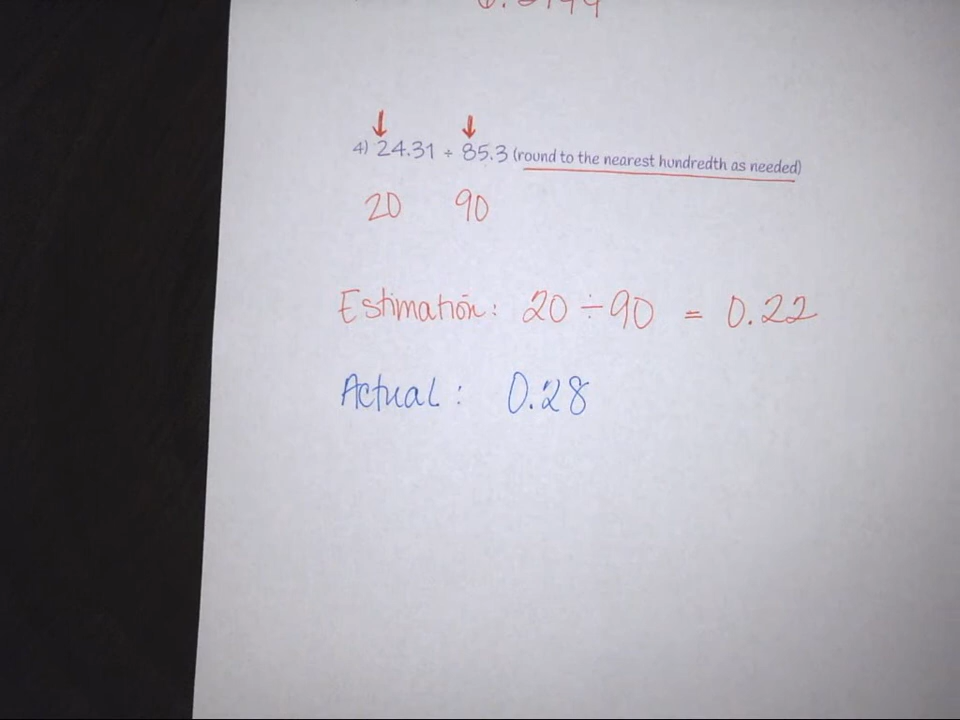 4) 24.31 ÷ 85.3 (round to the nearest hundredth as needed)
20 90
Estimation: 20 ÷ 90 = 0.22
Actual: 0.28